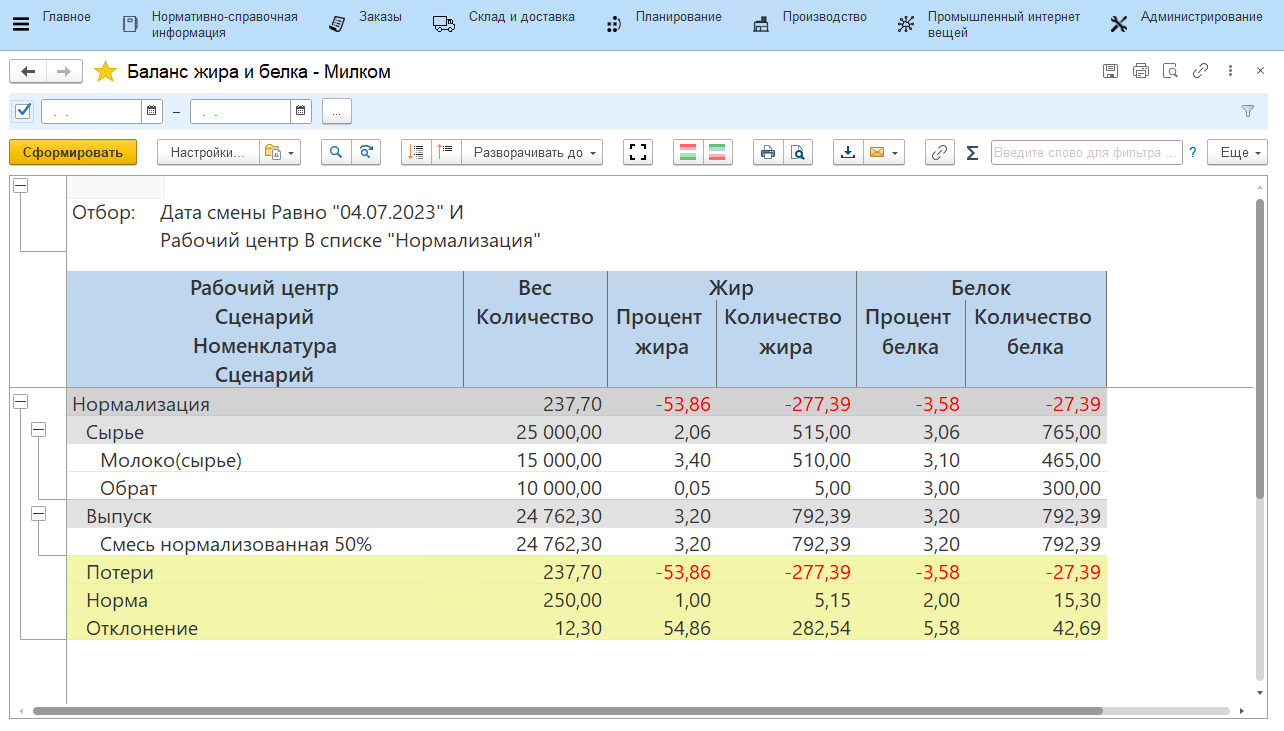 Главное
Нормативно-справочная
информация
Заказы
Склад и доставка
Планирование
Производство
Промышленный интернет
вещей
Администрирование
Баланс жира и белка - Милком
. . – . . ...
Сформировать Настройки... Разворачивать до Введите слово для фильтра ... ? Еще
Отбор: Дата смены Равно "04.07.2023" И
Рабочий центр В списке "Нормализация"
Рабочий центр Вес Жир Белок
Сценарий Количество Процент Количество Процент Количество
Номенклатура жира жира белка белка
Сценарий
Нормализация 237,70 -53,86 -277,39 -3,58 -27,39
Сырье 25 000,00 2,06 515,00 3,06 765,00
Молоко(сырье) 15 000,00 3,40 510,00 3,10 465,00
Обрат 10 000,00 0,05 5,00 3,00 300,00
Выпуск 24 762,30 3,20 792,39 3,20 792,39
Смесь нормализованная 50% 24 762,30 3,20 792,39 3,20 792,39
Потери 237,70 -53,86 -277,39 -3,58 -27,39
Норма 250,00 1,00 5,15 2,00 15,30
Отклонение 12,30 54,86 282,54 5,58 42,69